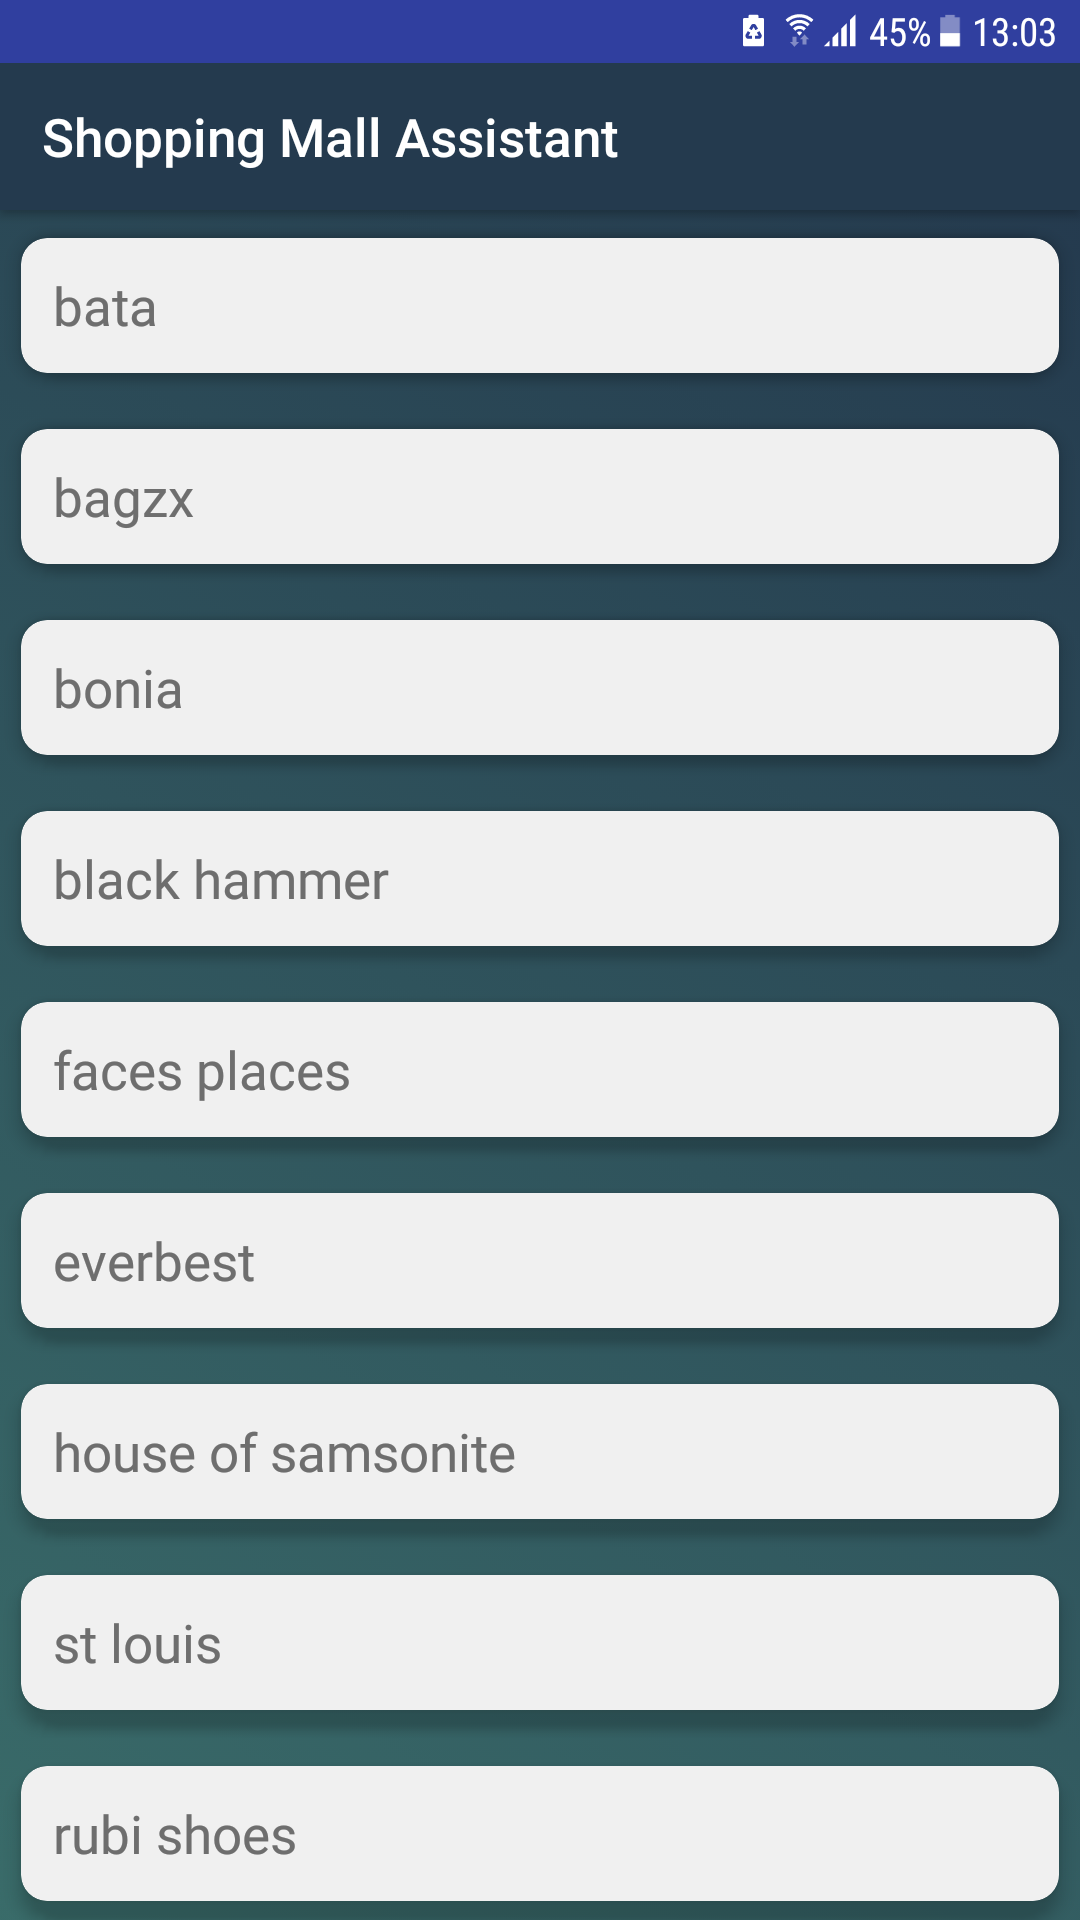 45% 13:03
Shopping Mall Assistant
bata
bagzx
bonia
black hammer
faces places
everbest
house of samsonite
st louis
rubi shoes